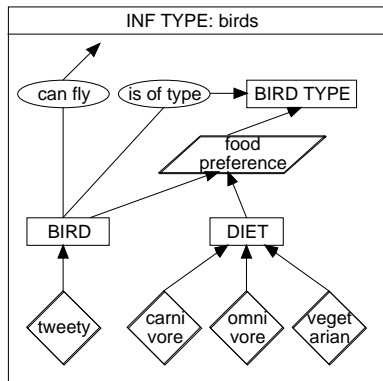 INF TYPE: birds
can fly
is of type
BIRD TYPE
food
preference
BIRD
DIET
tweety
carni
vore
omni
vore
veget
arian